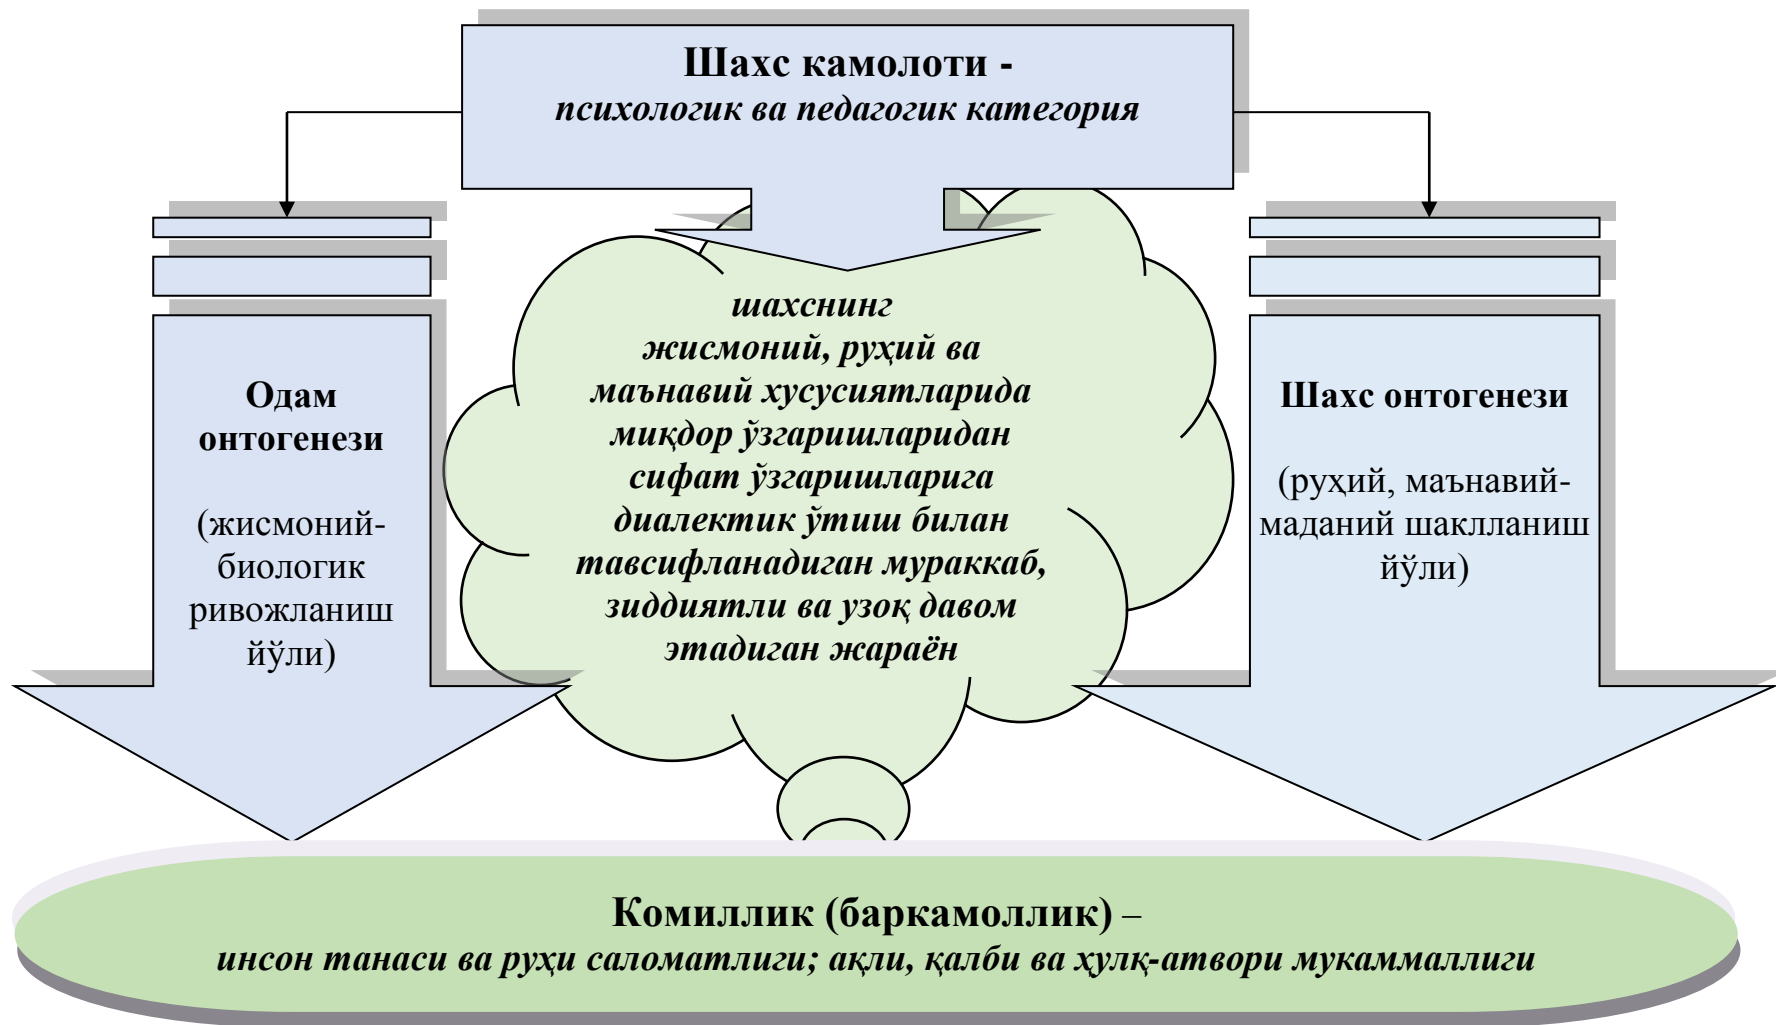 Шахс камолоти -
психологик ва педагогик категория
Одам
онтогенези
(жисмоний-
биологик
ривожланиш
йўли)
шахснинг
жисмоний, руҳий ва
маънавий хусусиятларида
миқдор ўзгаришларидан
сифат ўзгаришларига
диалектик ўтиш билан
тавсифланадиган мураккаб,
зиддиятли ва узоқ давом
этадиган жараён
Шахс онтогенези
(руҳий, маънавий-
маданий шаклланиш
йўли)
Комиллик (баркамоллик) –
инсон танаси ва руҳи саломатлиги; ақли, қалби ва ҳулқ-атвори мукаммаллиги